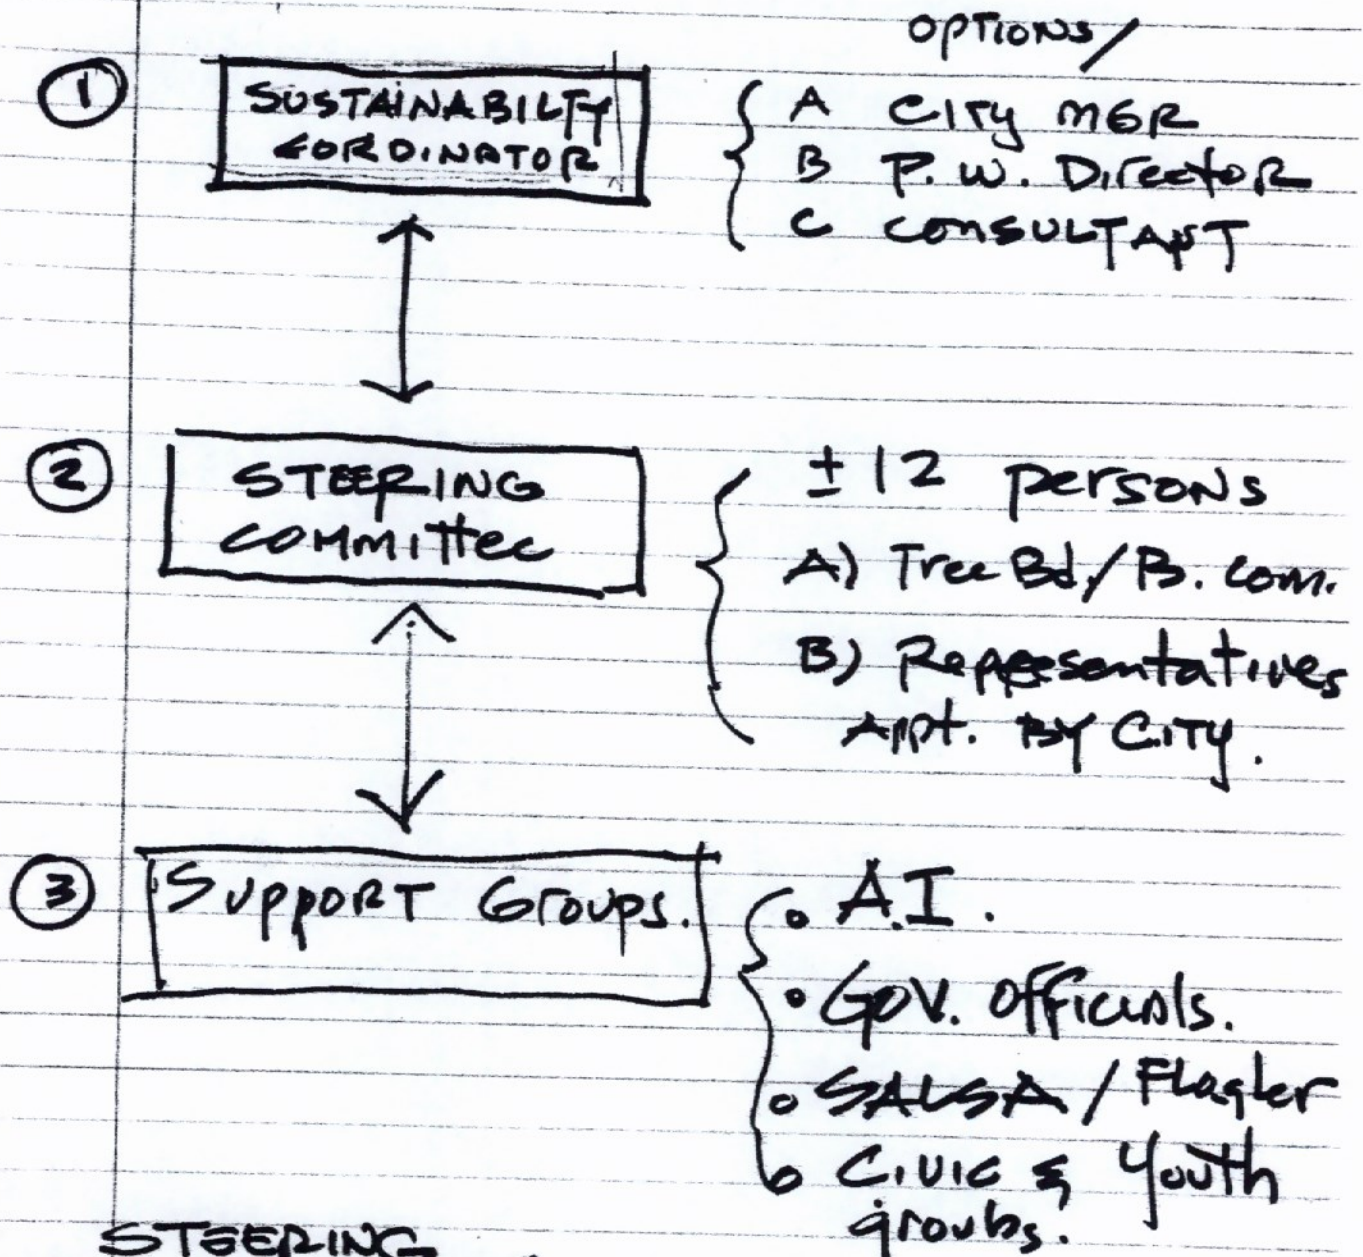 OPTIONS/
1 SUSTAINABILTY
CORDINATOR
A CITY MGR
B P. W. Director
C CONSULTANT
2 STEERING
COMMITTEE
± 12 PERSONS
A) Tree Bd./B. Com.
B) Representatives
APPt. BY CITY.
3 SUPPORT Groups.
A.I.
Gov. officials.
SALSA / Flagler
CIVIC & Youth
groups.
STEERING